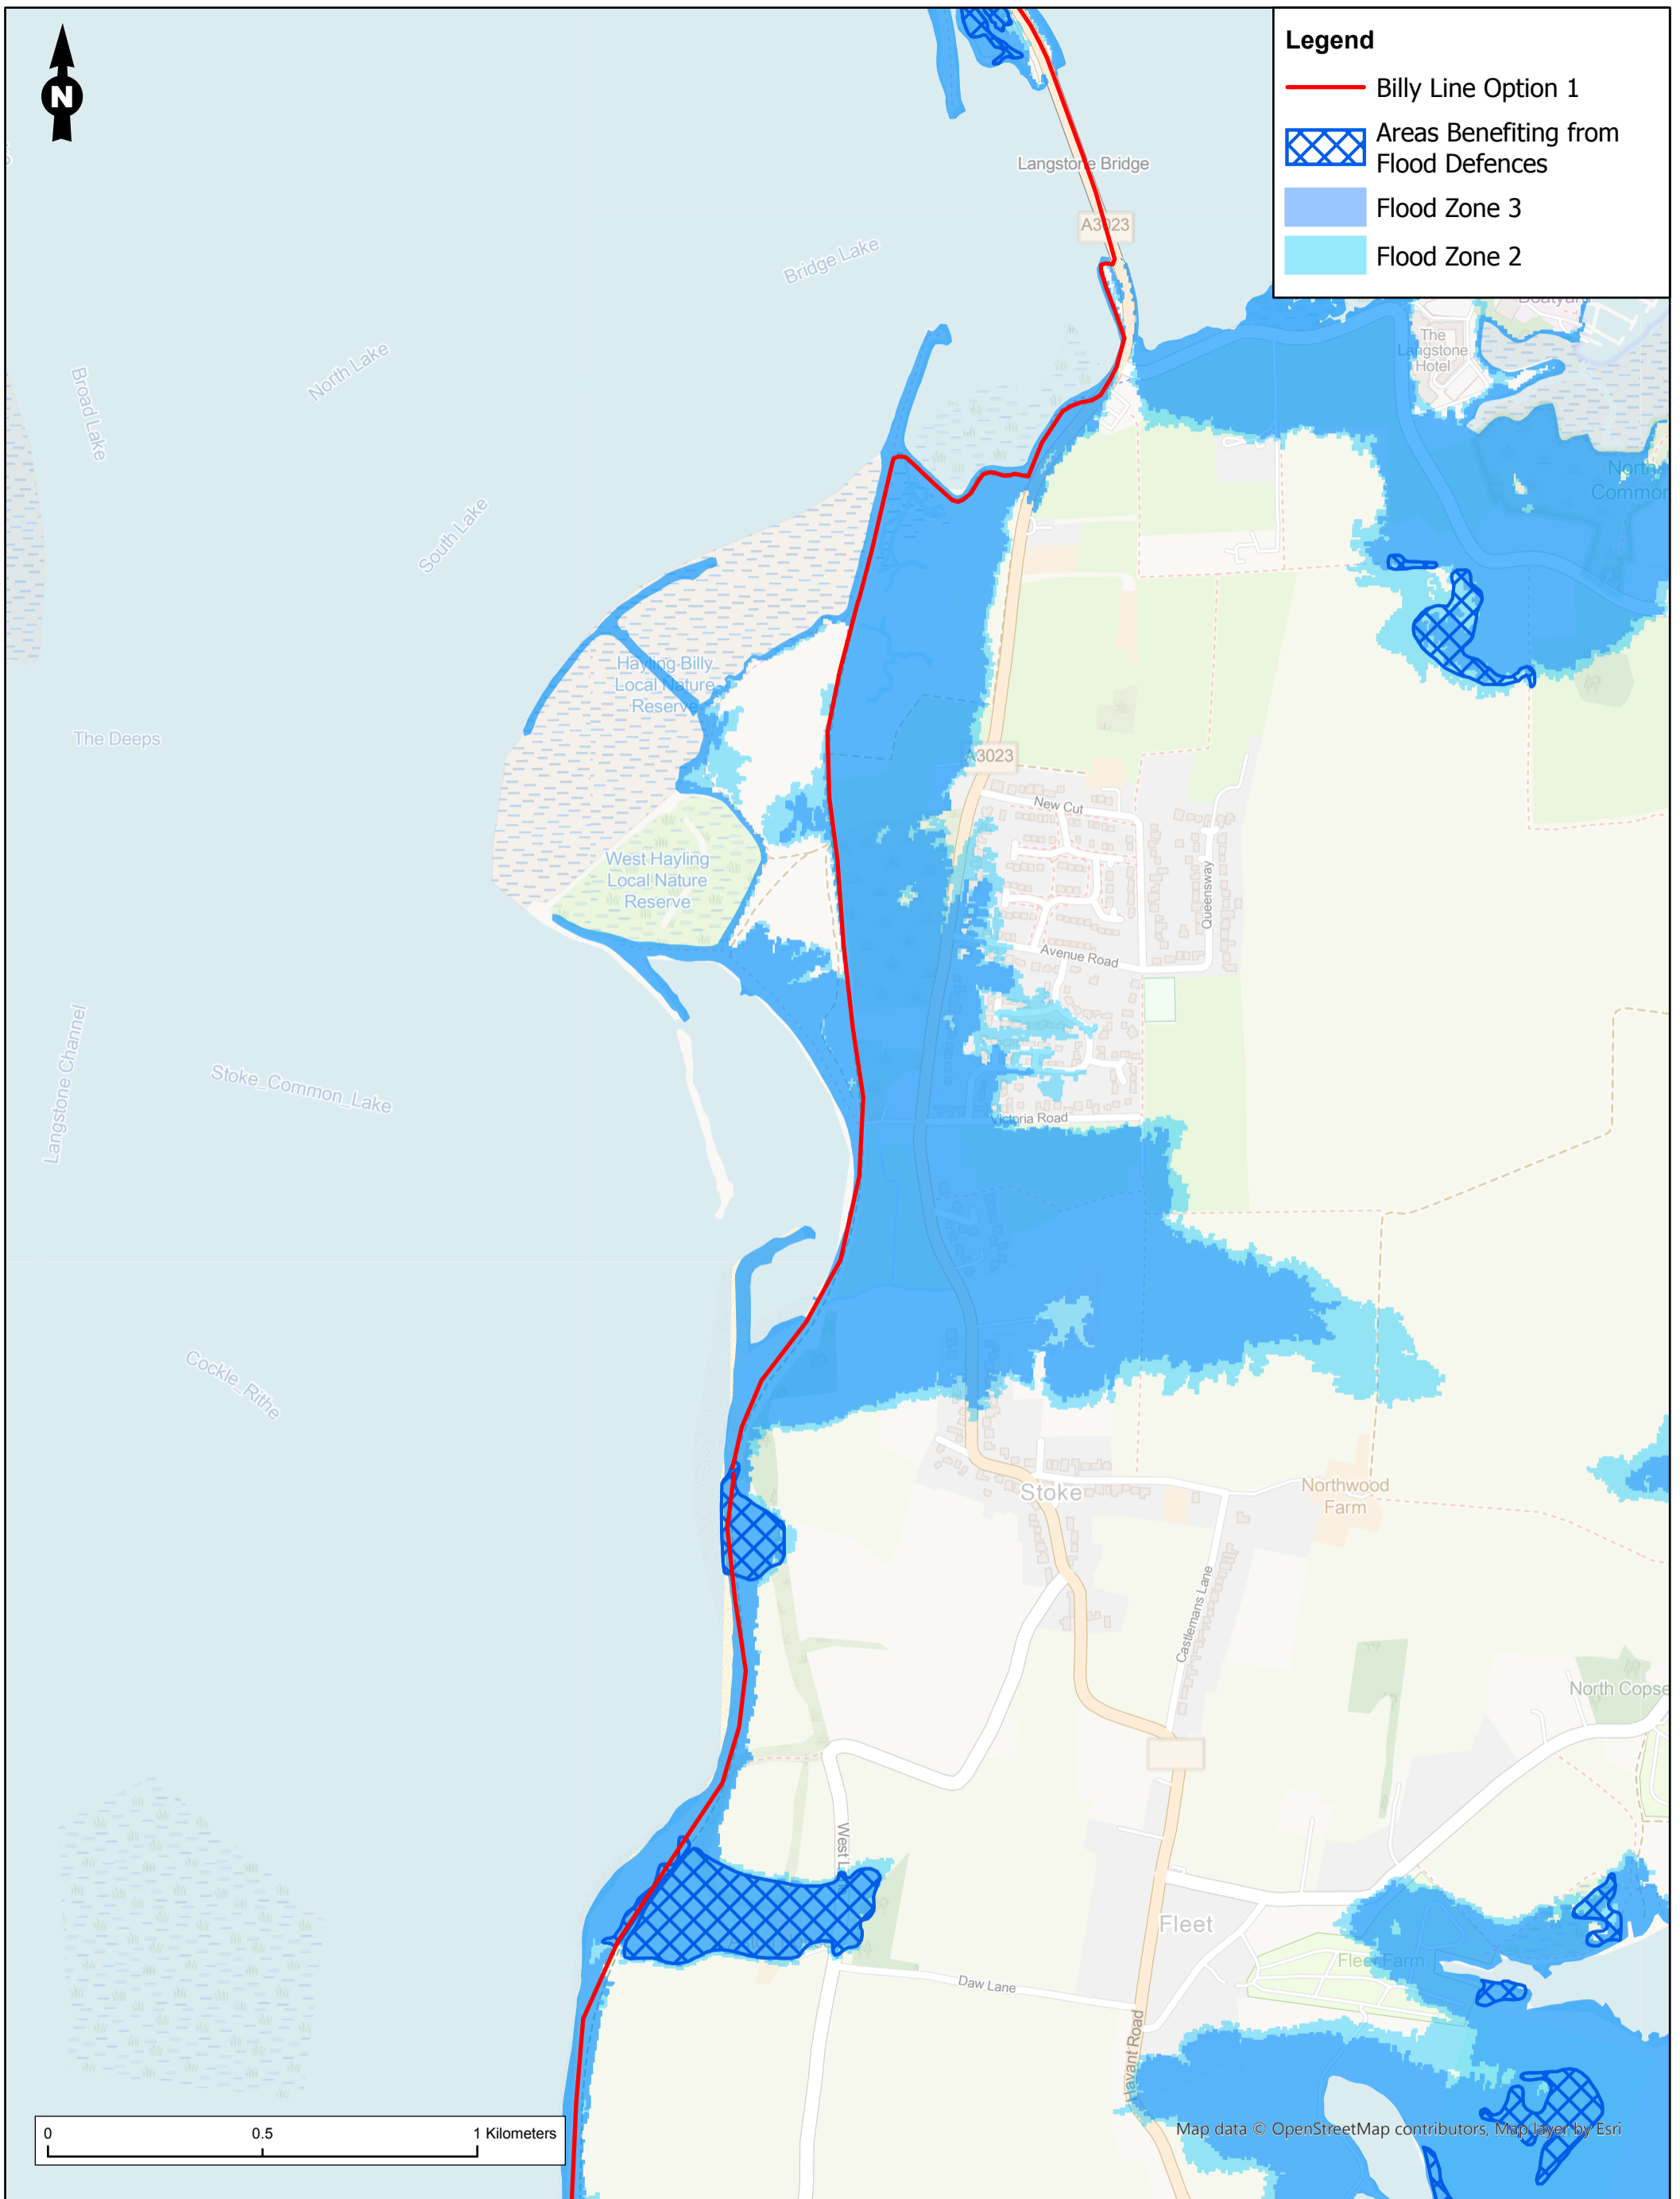 N
Legend
Billy Line Option 1
Areas Benefiting from
Flood Defences
Flood Zone 3
Flood Zone 2
Langstone Bridge
A3023
Bridge Lake
North Lake
Broad Lake
South Lake
The
Langstone
Hotel
Hayling Billy
Local Nature
Reserve
The Deeps
A3023
New Cut
West Hayling
Local Nature
Reserve
Queensway
Avenue Road
Langstone Channel
Stoke_Common_Lake
Victoria Road
Cockle_Rithe
Stoke
Northwood
Farm
Castlemans Lane
North Copse
West L
Fleet
Fleet Farm
Daw Lane
Havant Road
0
0.5
1 Kilometers
Map data © OpenStreetMap contributors, Map layer by Esri